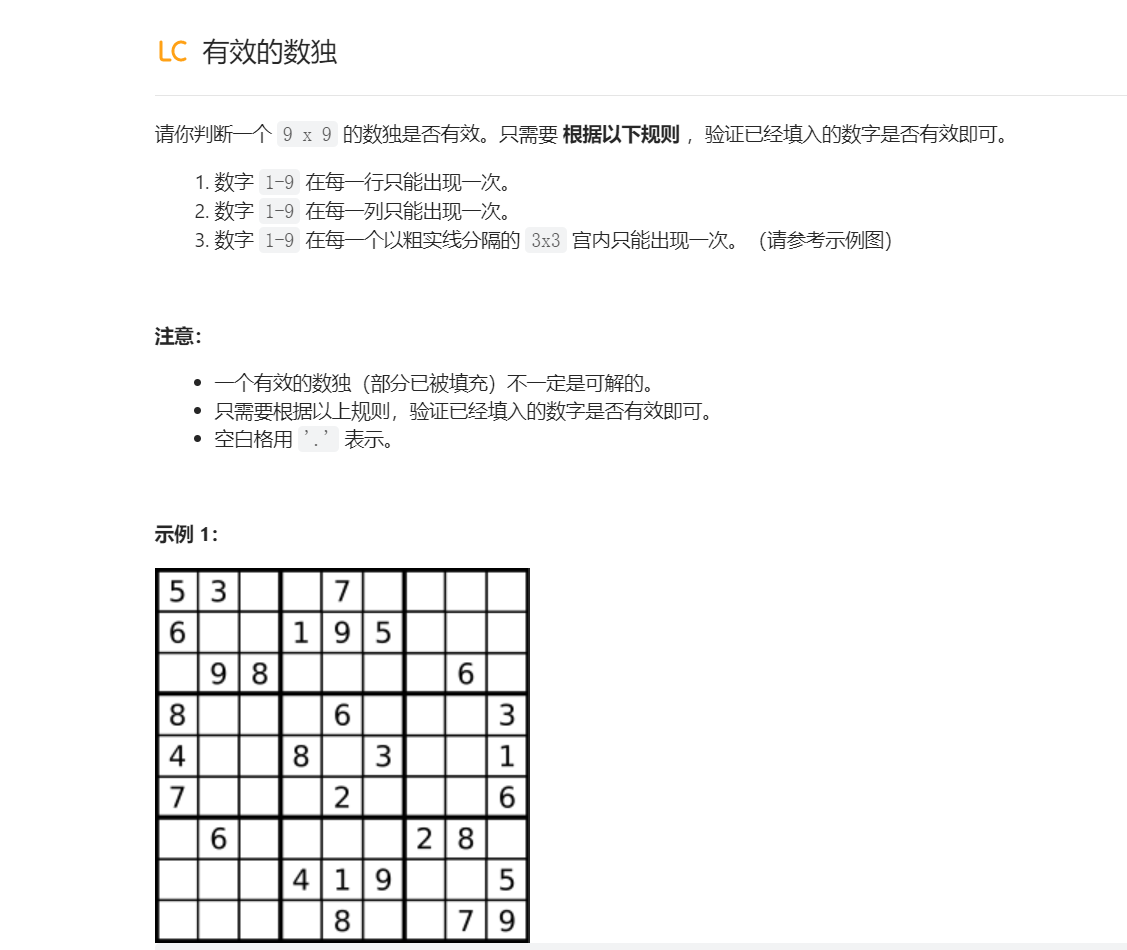 LC 有效的数独
请你判断一个 9 x 9 的数独是否有效。只需要 根据以下规则 ，验证已经填入的数字是否有效即可。
1. 数字 1-9 在每一行只能出现一次。
2. 数字 1-9 在每一列只能出现一次。
3. 数字 1-9 在每一个以粗实线分隔的 3x3 宫内只能出现一次。（请参考示例图）
注意：
• 一个有效的数独（部分已被填充）不一定是可解的。
• 只需要根据以上规则，验证已经填入的数字是否有效即可。
• 空白格用 '.' 表示。
示例 1：
5 3 7
6 1 9 5
9 8 6
8 6 3
4 8 3 1
7 2 6
6 2 8
4 1 9 5
8 7 9